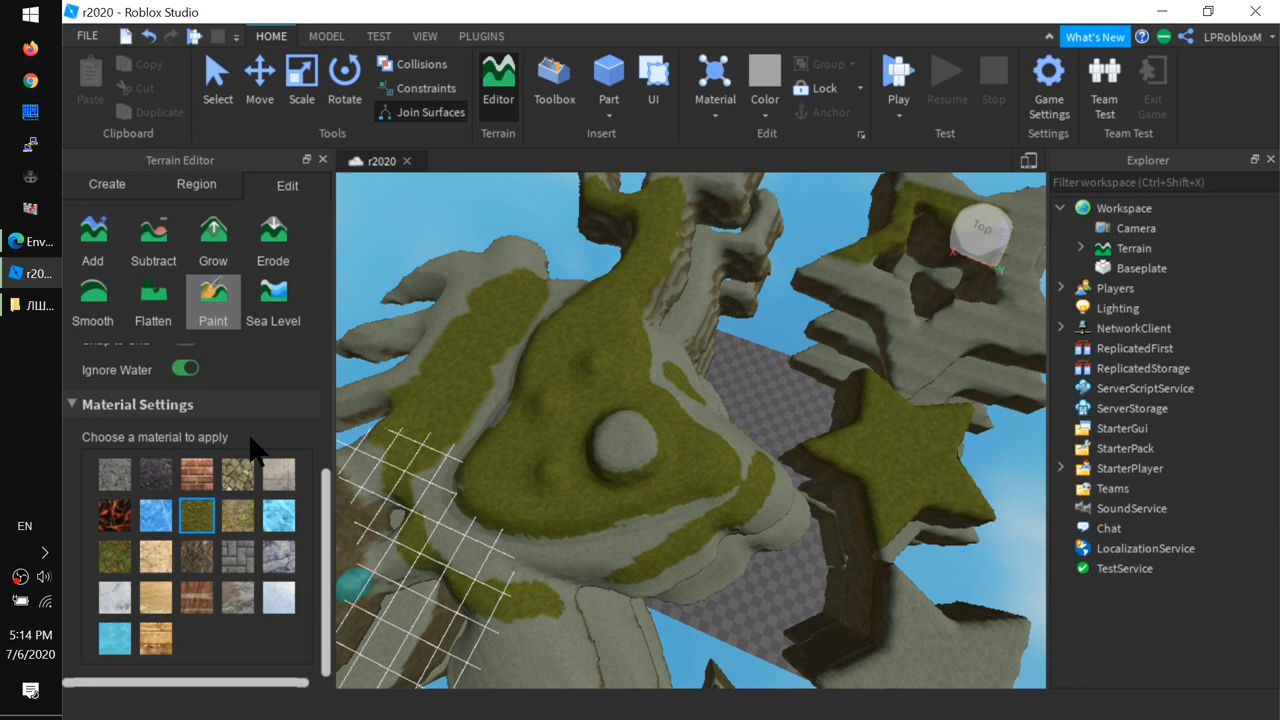 r2020 - Roblox Studio
FILE
HOME
MODEL
TEST
VIEW
PLUGINS
What's New
LPRobloxM
Paste
Copy
Cut
Duplicate
Clipboard
Select
Move
Scale
Rotate
Collisions
Constraints
Join Surfaces
Tools
Editor
Terrain
Toolbox
Part
UI
Insert
Material
Color
Group
Lock
Anchor
Edit
Play
Resume
Stop
Test
Game
Settings
Settings
Team
Test
Exit
Game
Team Test
Terrain Editor
r2020
Explorer
Create
Region
Edit
Filter workspace (Ctrl+Shift+X)
Add
Subtract
Grow
Erode
Smooth
Flatten
Paint
Sea Level
Ignore Water
Material Settings
Choose a material to apply
Top
X
Y
Workspace
Camera
Terrain
Baseplate
Players
Lighting
NetworkClient
ReplicatedFirst
ReplicatedStorage
ServerScriptService
ServerStorage
StarterGui
StarterPack
StarterPlayer
Teams
SoundService
Chat
LocalizationService
TestService
Env...
r20...
ЛШ...
EN
5:14 PM
7/6/2020